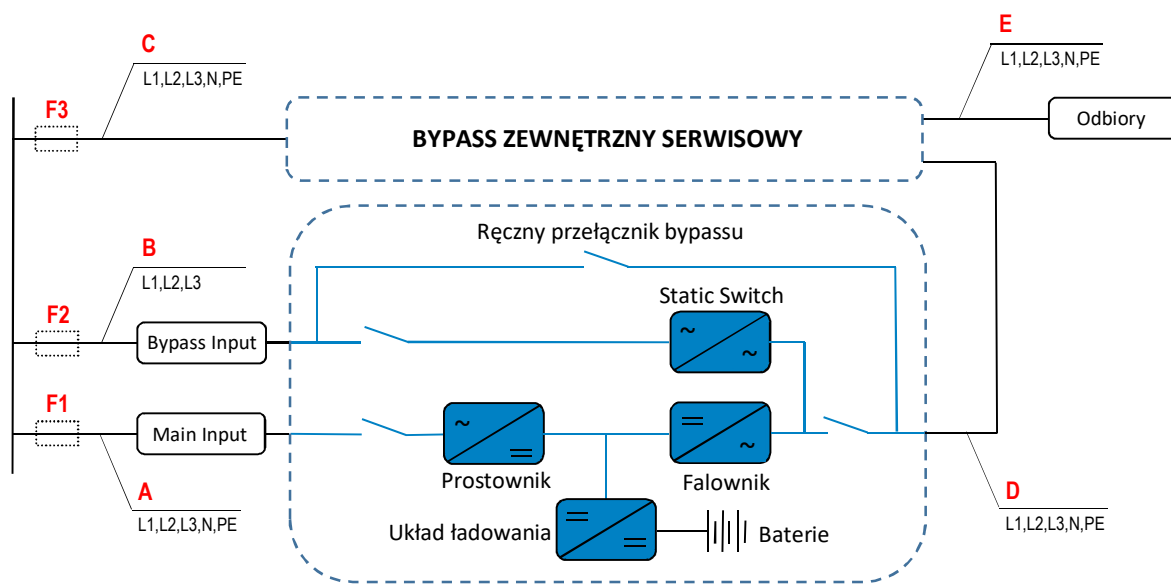 C
L1,L2,L3,N,PE
F3
BYPASS ZEWNĘTRZNY SERWISOWY
E
L1,L2,L3,N,PE
Odbiory
Ręczny przełącznik bypassu
B
L1,L2,L3
F2
Bypass Input
Static Switch
~
~
F1
Main Input
~
Prostownik
~
Falownik
A
L1,L2,L3,N,PE
D
L1,L2,L3,N,PE
Układ ładowania
Baterie